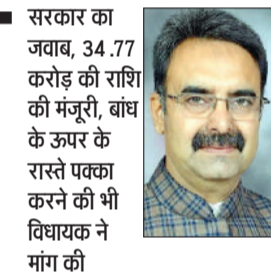 सरकार का
जवाब, 34.77
करोड़ की राशि
की मंजूरी, बांध
के ऊपर के
रास्ते पक्का
करने की भी
विधायक ने
मांग की